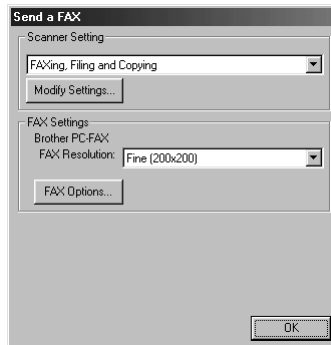 Send a FAX
Scanner Setting
FAXing, Filing and Copying
Modify Settings...
FAX Settings
Brother PC-FAX
FAX Resolution: Fine (200x200)
FAX Options...
OK